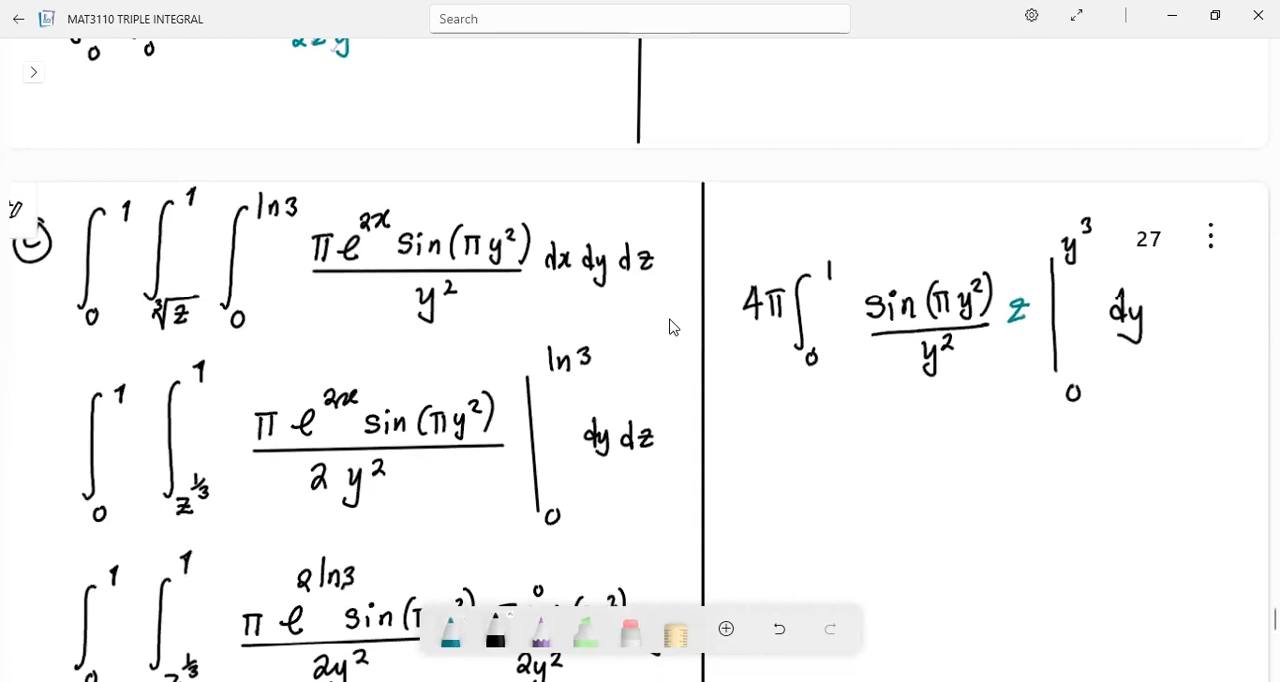 MAT3110 TRIPLE INTEGRAL
Search
∫₀¹ ∫_{∛z}¹ ∫₀^{ln3} πe^{2x} sin(πy²) / y² dx dy dz
∫₀¹ ∫_{z^{1/3}}¹ πe^{2x} sin(πy²) / 2y² |₀^{ln3} dy dz
∫₀¹ ∫_{z^{1/3}}¹ πe^{2ln3} sin(π / 2y² 2y²
27
4π ∫₀¹ sin(πy²) / y² z |₀^{y³} dy